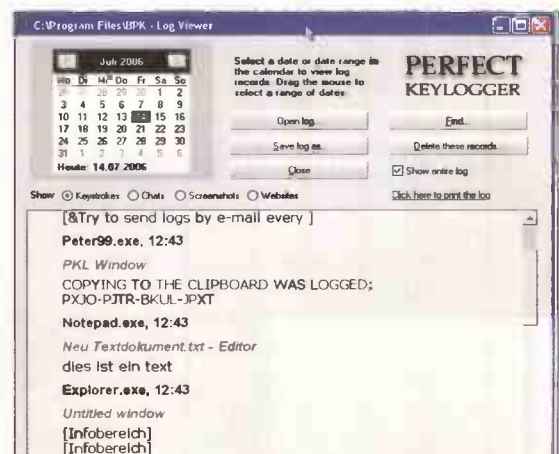 C:\Program Files\BPK - Log Viewer
Juli 2006
Mo Di Mi Do Fr Sa So
28 29 30 1 2
3 4 5 6 7 8 9
10 11 12 13 14 15 16
17 18 19 20 21 22 23
24 25 26 27 28 29 30
31 1 2 3 4 5 6
Heute: 14.07.2006
Select a date or date range in
the calendar to view log
records. Drag the mouse to
select a range of dates
PERFECT
KEYLOGGER
Open log...
Find...
Save log as...
Delete these records...
Close
Show entire log
Show Keystrokes Chats Screenshots Websites
Click here to print the log
[&Try to send logs by e-mail every ]
Peter99.exe, 12:43
PKL Window
COPYING TO THE CLIPBOARD WAS LOGGED;
PXJO-PJTR-BKUL-JPXT
Notepad.exe, 12:43
Neu Textdokument.txt - Editor
dies ist ein text
Explorer.exe, 12:43
Untitled window
[Infobereich]
[Infobereich]